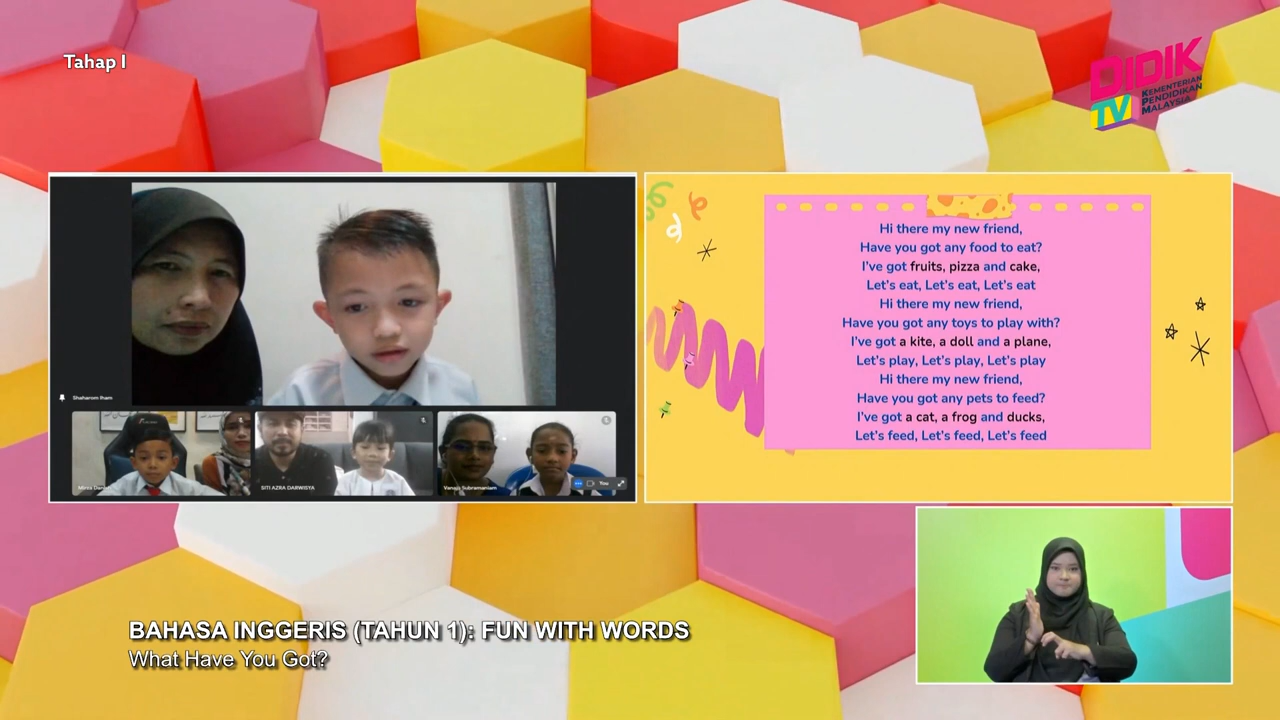 Tahap I
DIDIK
TV
KEMENTERIAN
PENDIDIKAN
MALAYSIA
Hi there my new friend,
Have you got any food to eat?
I've got fruits, pizza and cake,
Let's eat, Let's eat, Let's eat
Hi there my new friend,
Have you got any toys to play with?
I've got a kite, a doll and a plane,
Let's play, Let's play, Let's play
Hi there my new friend,
Have you got any pets to feed?
I've got a cat, a frog and ducks,
Let's feed, Let's feed, Let's feed
Shaharom Ilham
SITI AZRA DARWISYA
Subramaniam
You
BAHASA INGGERIS (TAHUN 1): FUN WITH WORDS
What Have You Got?